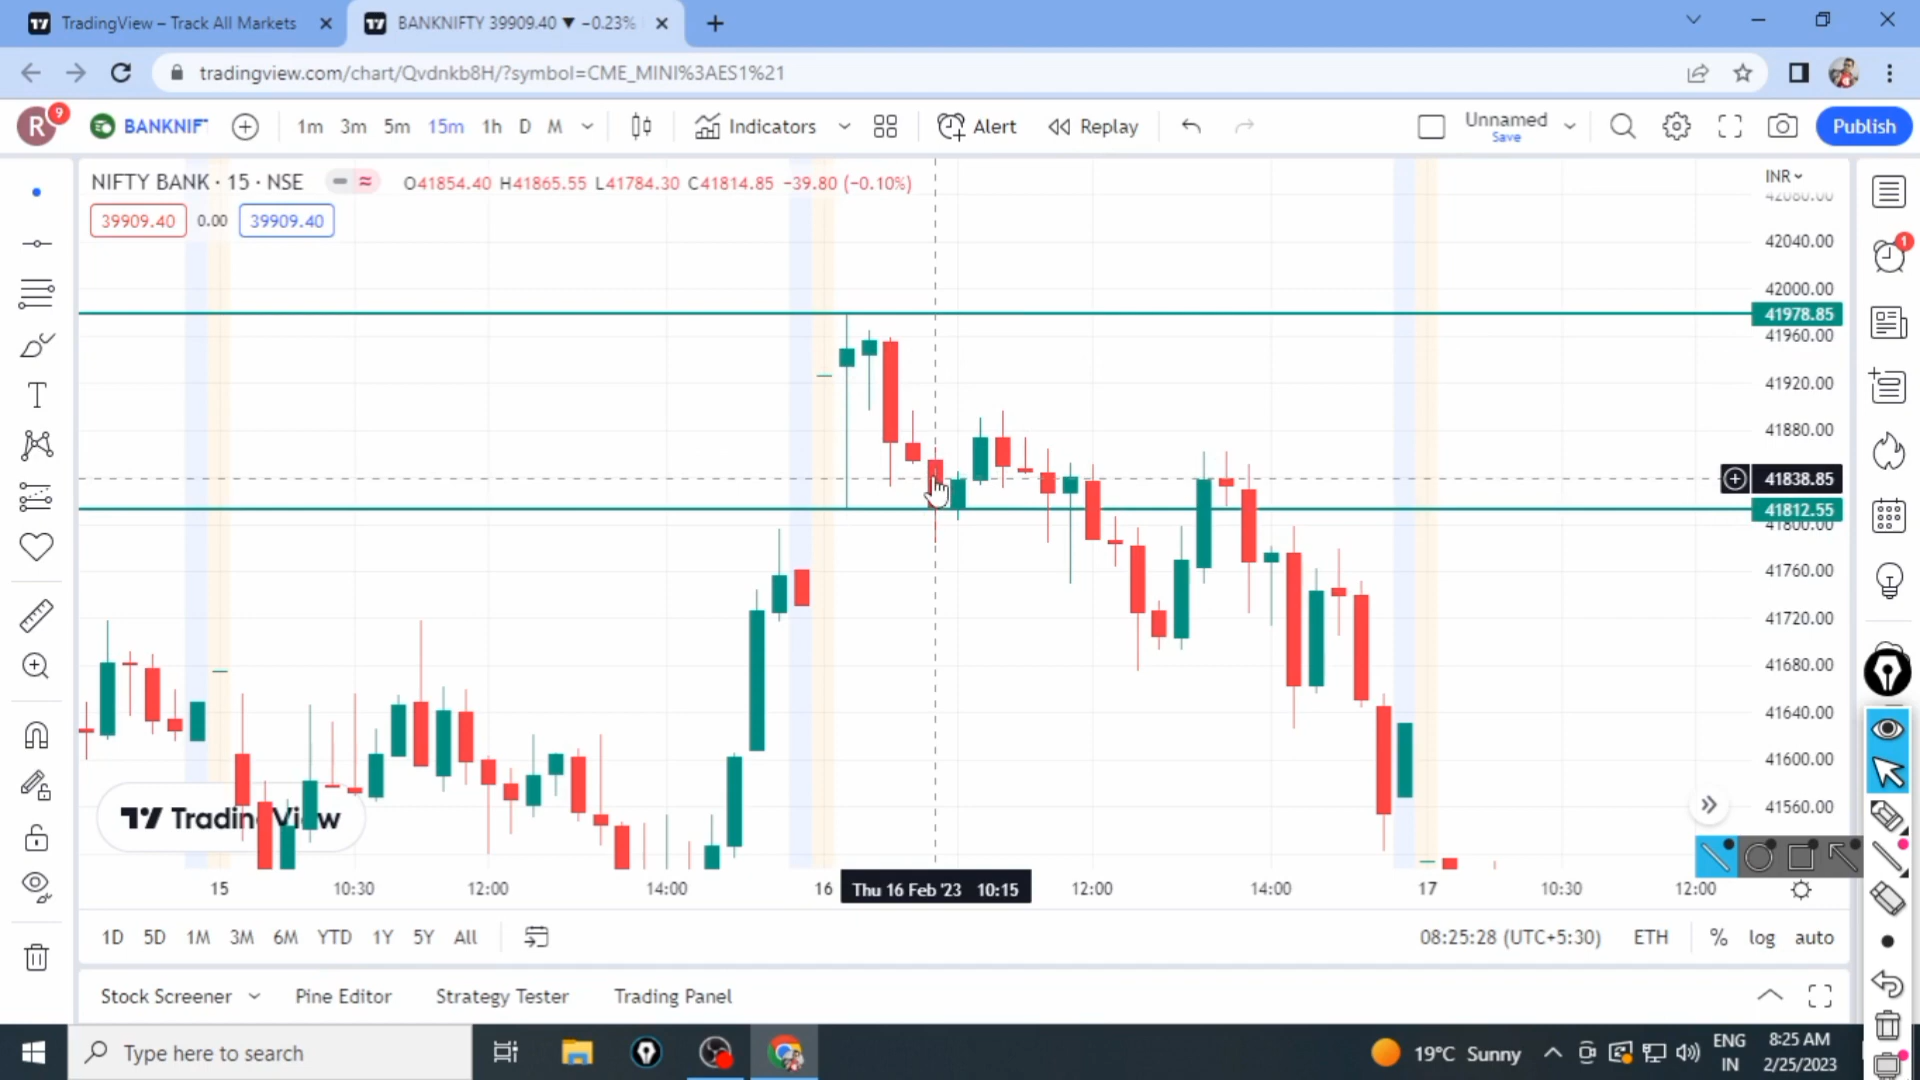 TradingView – Track All Markets
BANKNIFTY 39909.40 ▼ −0.23%
tradingview.com/chart/Qvdnkb8H/?symbol=CME_MINI%3AES1%21
R 9 BANKNIF 1m 3m 5m 15m 1h D M Indicators Alert Replay Unnamed Save Publish
NIFTY BANK · 15 · NSE O41854.40 H41865.55 L41784.30 C41814.85 −39.80 (−0.10%) INR
39909.40 0.00 39909.40
42080.00
42040.00
42000.00
41978.85
41960.00
41920.00
41880.00
41838.85
41812.55
41800.00
41760.00
41720.00
41680.00
41640.00
41600.00
41560.00
1
TradingView
15 10:30 12:00 14:00 16 Thu 16 Feb '23 10:15 12:00 14:00 17 10:30 12:00
1D 5D 1M 3M 6M YTD 1Y 5Y All 08:25:28 (UTC+5:30) ETH % log auto
Stock Screener Pine Editor Strategy Tester Trading Panel
Type here to search 19°C Sunny ENG IN 8:25 AM 2/25/2023